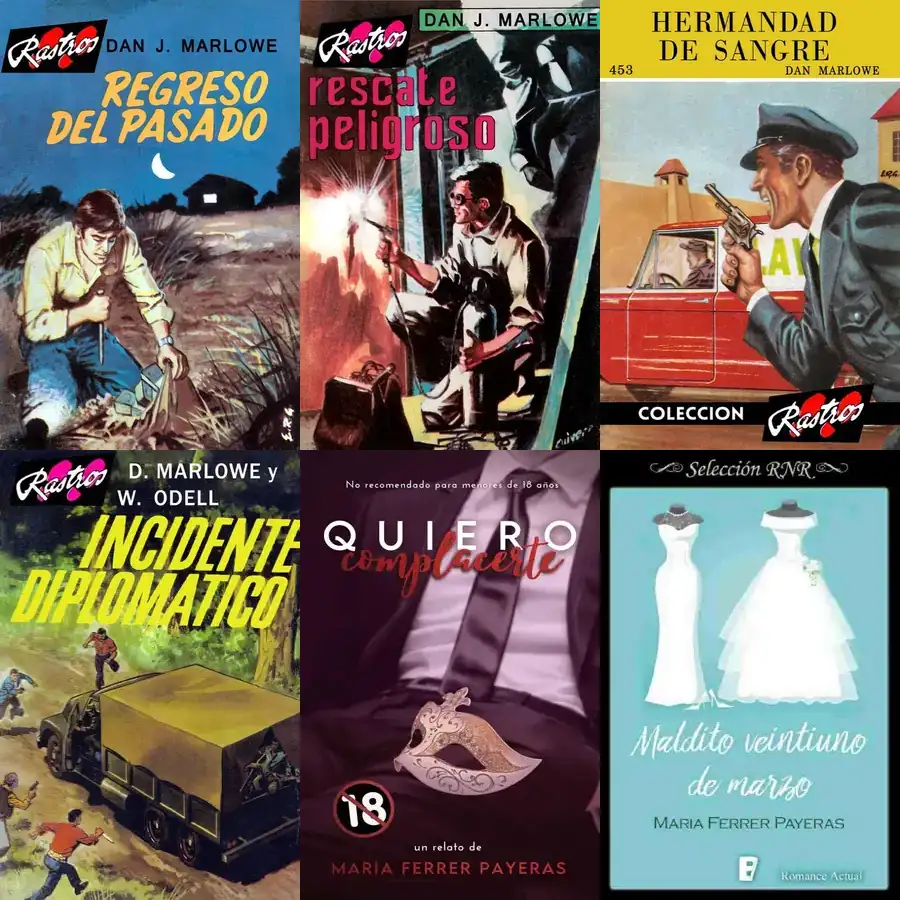 Rastros
DAN J. MARLOWE
REGRESO
DEL PASADO
E.R.G.
Rastros
DAN J. MARLOWE
rescate
peligroso
HERMANDAD
DE SANGRE
453
DAN MARLOWE
LAV
COLECCION
Rastros
Rastros
D. MARLOWE y
W. ODELL
INCIDENTE
DIPLOMATICO
No recomendado para menores de 18 años
QUIERO
complacerte
18
un relato de
MARIA FERRER PAYERAS
Selección RNR
Maldito veintiuno
de marzo
MARIA FERRER PAYERAS
B
Romance Actual